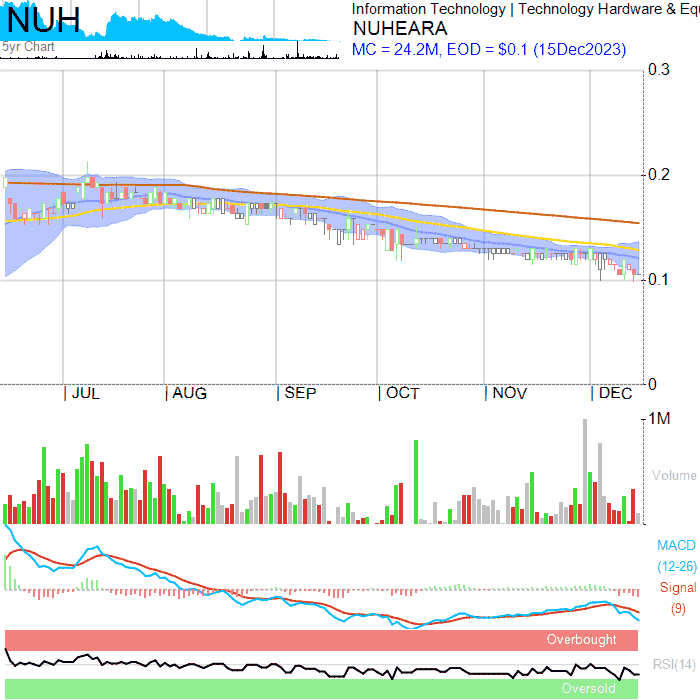 NUH
5yr Chart
Information Technology | Technology Hardware & Equ
NUHEARA
MC = 24.2M, EOD = $0.1 (15Dec2023)
0.3
0.2
0.1
0
JUL AUG SEP OCT NOV DEC
1M
Volume
MACD
(12-26)
Signal
(9)
Overbought
RSI(14)
Oversold